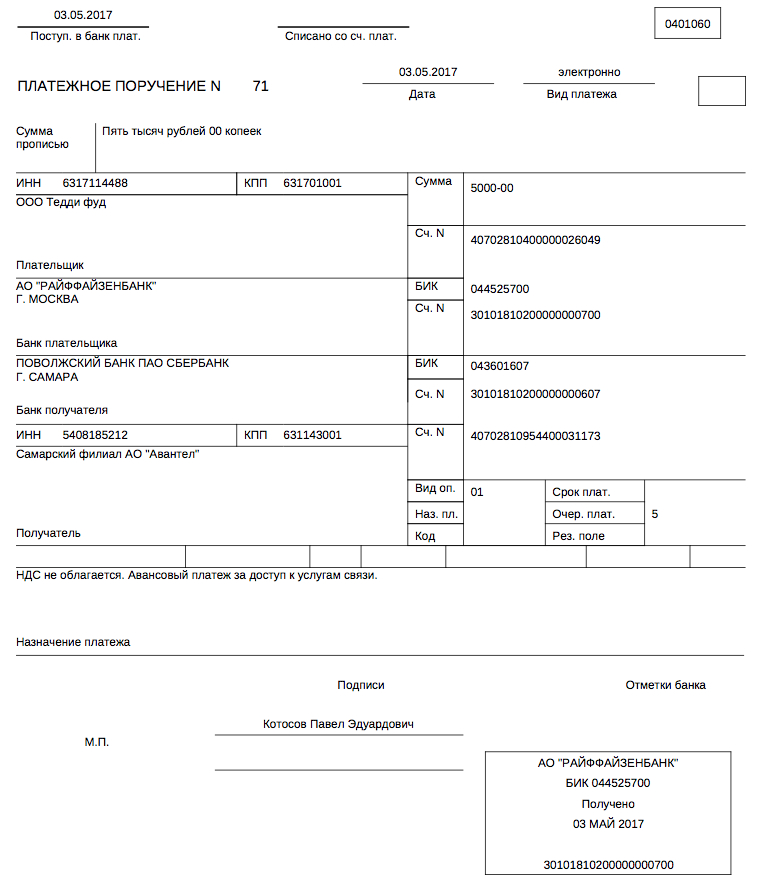 03.05.2017
Поступ. в банк плат.
Списано со сч. плат.
0401060
ПЛАТЕЖНОЕ ПОРУЧЕНИЕ N 71
03.05.2017
Дата
электронно
Вид платежа
Сумма прописью
Пять тысяч рублей 00 копеек
ИНН 6317114488
КПП 631701001
Сумма
5000-00
ООО Тедди фуд
Сч. N
40702810400000026049
Плательщик
АО "РАЙФФАЙЗЕНБАНК"
Г. МОСКВА
БИК
044525700
Сч. N
30101810200000000700
Банк плательщика
ПОВОЛЖСКИЙ БАНК ПАО СБЕРБАНК
Г. САМАРА
БИК
043601607
Сч. N
30101810200000000607
Банк получателя
ИНН 5408185212
КПП 631143001
Сч. N
40702810954400031173
Самарский филиал АО "Авантел"
Вид оп.
01
Срок плат.
Наз. пл.
Очер. плат.
5
Получатель
Код
Рез. поле
НДС не облагается. Авансовый платеж за доступ к услугам связи.
Назначение платежа
Подписи
Отметки банка
Котосов Павел Эдуардович
М.П.
АО "РАЙФФАЙЗЕНБАНК"
БИК 044525700
Получено
03 МАЙ 2017
30101810200000000700